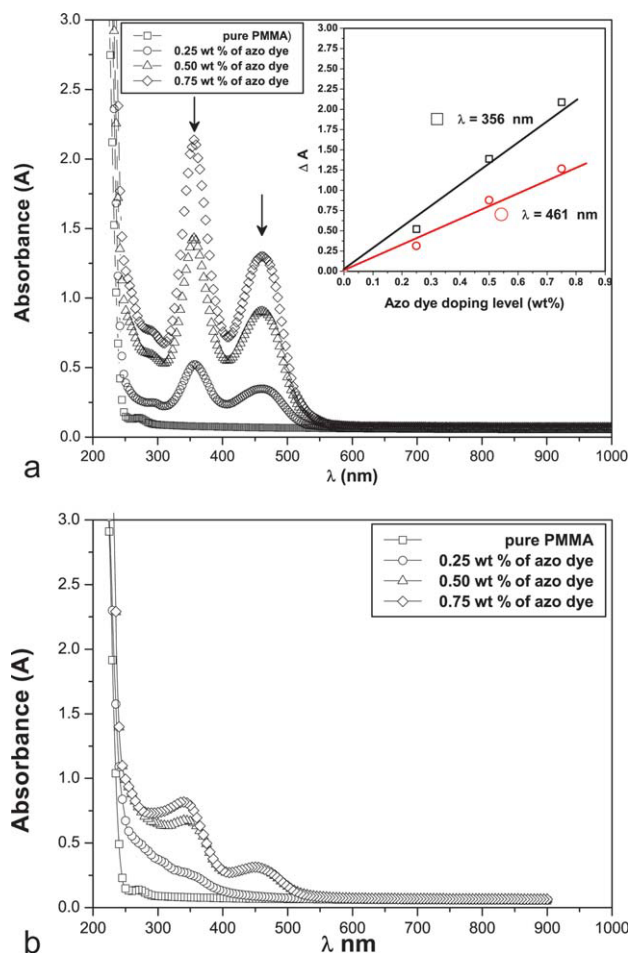 a
Absorbance (A)
3.0
2.5
2.0
1.5
1.0
0.5
0.0
200 300 400 500 600 700 800 900 1000
λ (nm)
pure PMMA)
0.25 wt % of azo dye
0.50 wt % of azo dye
0.75 wt % of azo dye
Δ A
3.00
2.75
2.50
2.25
2.00
1.75
1.50
1.25
1.00
0.75
0.50
0.25
0.00
0.0 0.1 0.2 0.3 0.4 0.5 0.6 0.7 0.8 0.9
Azo dye doping level (wt%)
λ = 356 nm
λ = 461 nm
b
Absorbance (A)
3.0
2.5
2.0
1.5
1.0
0.5
0.0
200 300 400 500 600 700 800 900 1000
λ nm
pure PMMA
0.25 wt % of azo dye
0.50 wt % of azo dye
0.75 wt % of azo dye